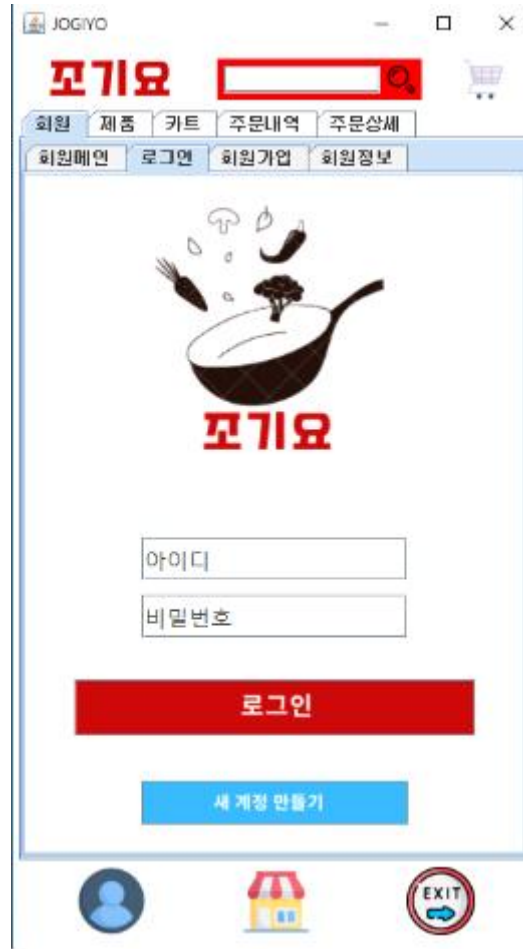 JOGIYO
꼬기요
회원 제품 카트 주문내역 주문상세
회원메인 로그인 회원가입 회원정보
꼬기요
아이디
비밀번호
로그인
새 계정 만들기
EXIT